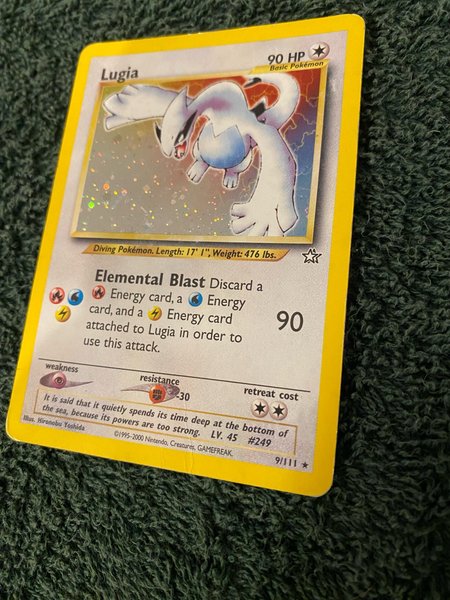 Lugia
90 HP
Basic Pokémon
Diving Pokémon. Length: 17' 1", Weight: 476 lbs.
Elemental Blast Discard a
Energy card, a Energy
card, and a Energy card
attached to Lugia in order to
use this attack.
90
weakness
resistance
-30
retreat cost
It is said that it quietly spends its time deep at the bottom of
the sea, because its powers are too strong. LV. 45 #249
Illus. Hironobu Yoshida
©1995-2000 Nintendo, Creatures, GAMEFREAK.
9/111